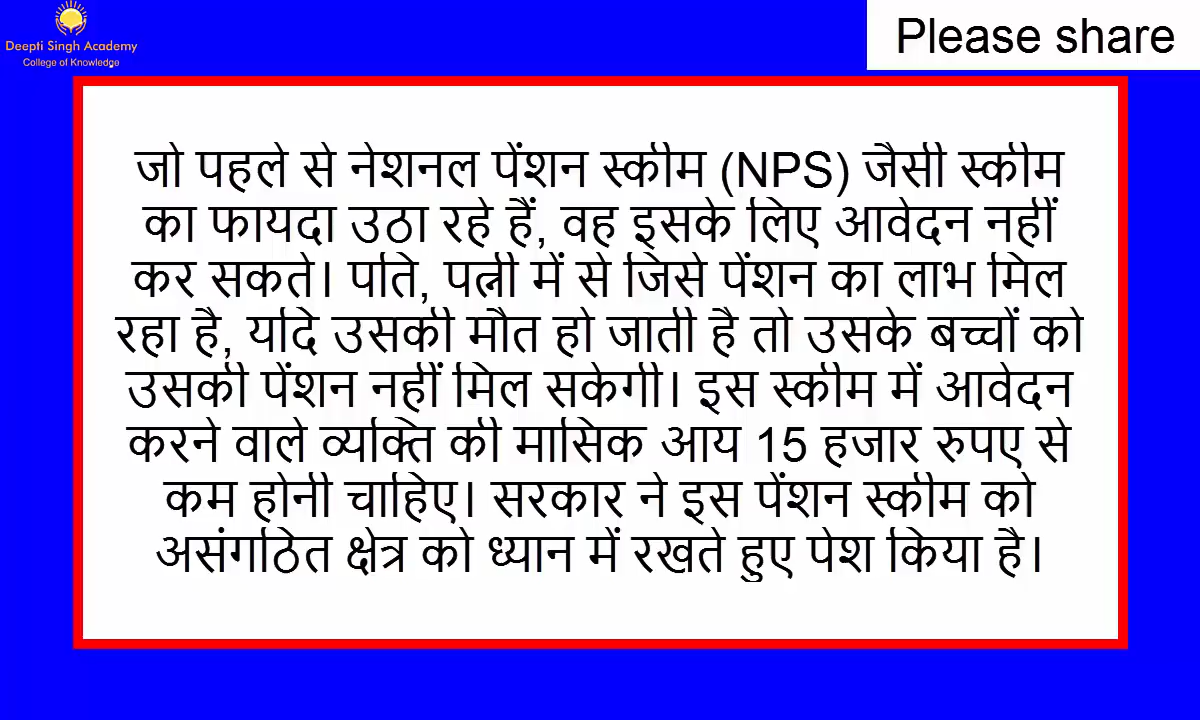 Deepti Singh Academy
College of Knowledge
Please share
जो पहले से नेशनल पेंशन स्कीम (NPS) जैसी स्कीम
का फायदा उठा रहे हैं, वह इसके लिए आवेदन नहीं
कर सकते। पति, पत्नी में से जिसे पेंशन का लाभ मिल
रहा है, यदि उसकी मौत हो जाती है तो उसके बच्चों को
उसकी पेंशन नहीं मिल सकेगी। इस स्कीम में आवेदन
करने वाले व्यक्ति की मासिक आय 15 हजार रुपए से
कम होनी चाहिए। सरकार ने इस पेंशन स्कीम को
असंगठित क्षेत्र को ध्यान में रखते हुए पेश किया है।